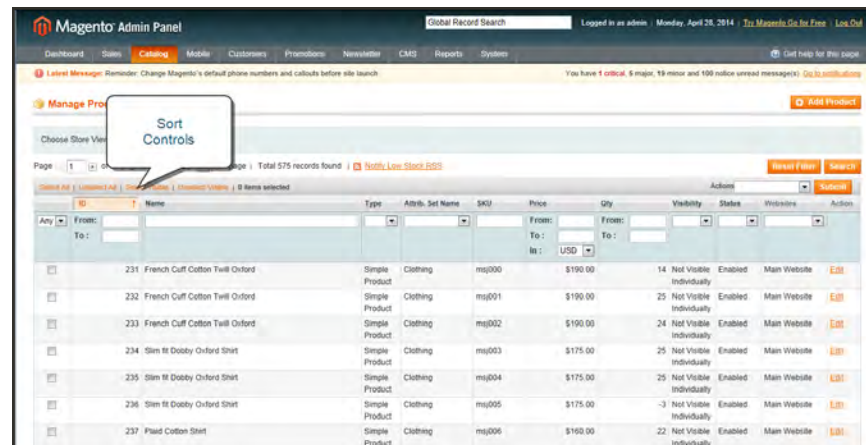 Magento Admin Panel
Global Record Search
Logged in as admin | Monday, April 28, 2014 | Try Magento Go for Free | Log Out
Dashboard Sales Catalog Mobile Customers Promotions Newsletter CMS Reports System
Get help for this page
Latest Message: Reminder: Change Magento's default phone numbers and callouts before site launch
You have 1 critical, 5 major, 19 minor and 100 notice unread message(s). Go to notifications
Manage Pro
Add Product
Sort
Controls
Choose Store View
Page 1 of page | Total 575 records found | Notify Low Stock RSS
Reset Filter Search
Select All | Unselect All | | Unselect Visible | 0 items selected
Actions Submit
ID ↑ Name Type Attrib. Set Name SKU Price Qty Visibility Status Websites Action
Any From: From: From:
To : To : To :
In : USD
231 French Cuff Cotton Twill Oxford Simple Product Clothing msj000 $190.00 14 Not Visible Individually Enabled Main Website Edit
232 French Cuff Cotton Twill Oxford Simple Product Clothing msj001 $190.00 25 Not Visible Individually Enabled Main Website Edit
233 French Cuff Cotton Twill Oxford Simple Product Clothing msj002 $190.00 24 Not Visible Individually Enabled Main Website Edit
234 Slim fit Dobby Oxford Shirt Simple Product Clothing msj003 $175.00 25 Not Visible Individually Enabled Main Website Edit
235 Slim fit Dobby Oxford Shirt Simple Product Clothing msj004 $175.00 25 Not Visible Individually Enabled Main Website Edit
236 Slim fit Dobby Oxford Shirt Simple Product Clothing msj005 $175.00 -3 Not Visible Individually Enabled Main Website Edit
237 Plaid Cotton Shirt Simple Product Clothing msj006 $160.00 22 Not Visible Individually Enabled Main Website Edit